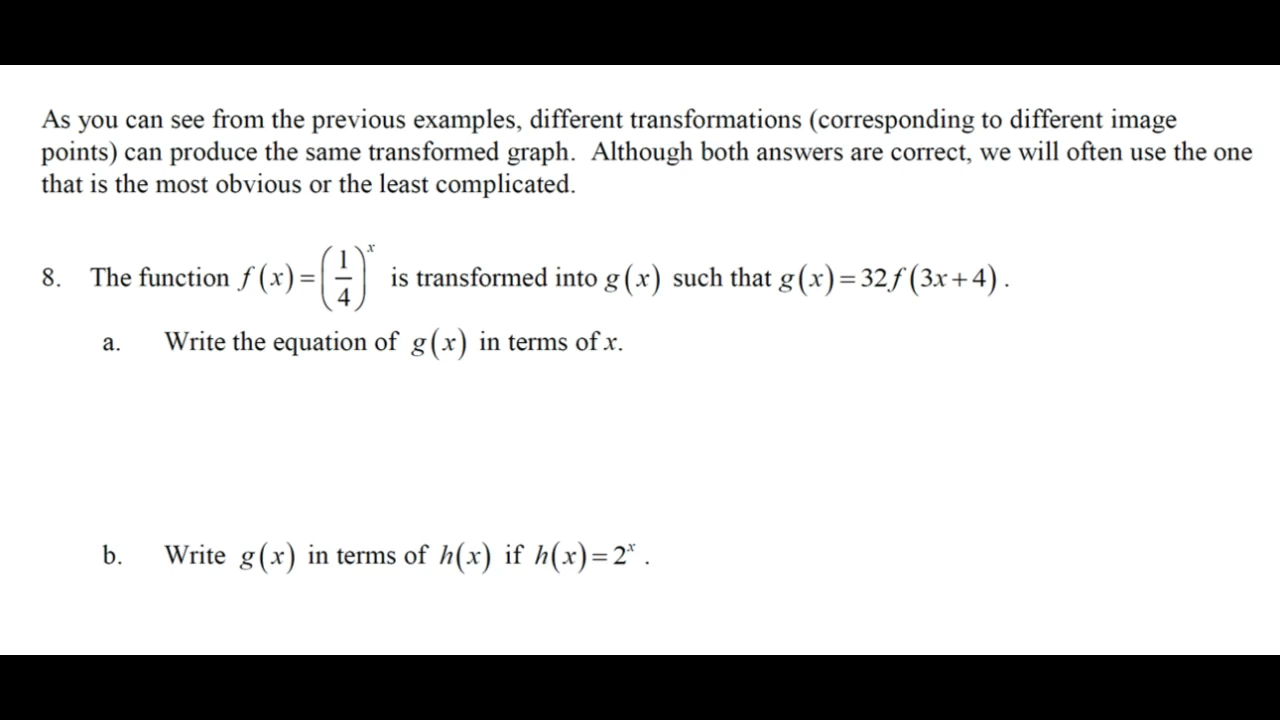 As you can see from the previous examples, different transformations (corresponding to different image
points) can produce the same transformed graph.  Although both answers are correct, we will often use the one
that is the most obvious or the least complicated.
8. The function f(x)=(1/4)^x is transformed into g(x) such that g(x)=32f(3x+4).
a. Write the equation of g(x) in terms of x.
b. Write g(x) in terms of h(x) if h(x)=2^x.